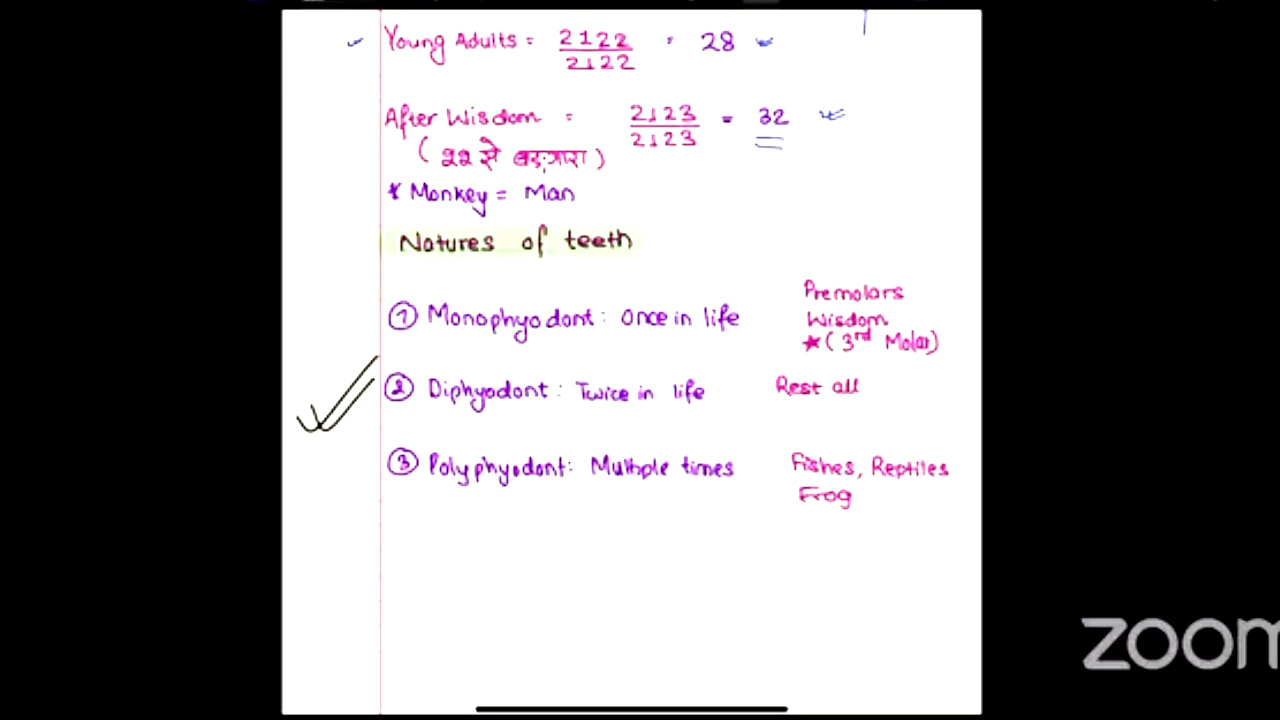 Young Adults = 2122 / 2122 = 28
After Wisdom = 2123 / 2123 = 32
( 22 से )
* Monkey = Man
Natures of teeth
① Monophyodont: Once in life
Premolars
Wisdom
★ ( 3rd Molar)
② Diphyodont: Twice in life Rest all
③ Polyphyodont: Multiple times Fishes, Reptiles
Frog
zoom